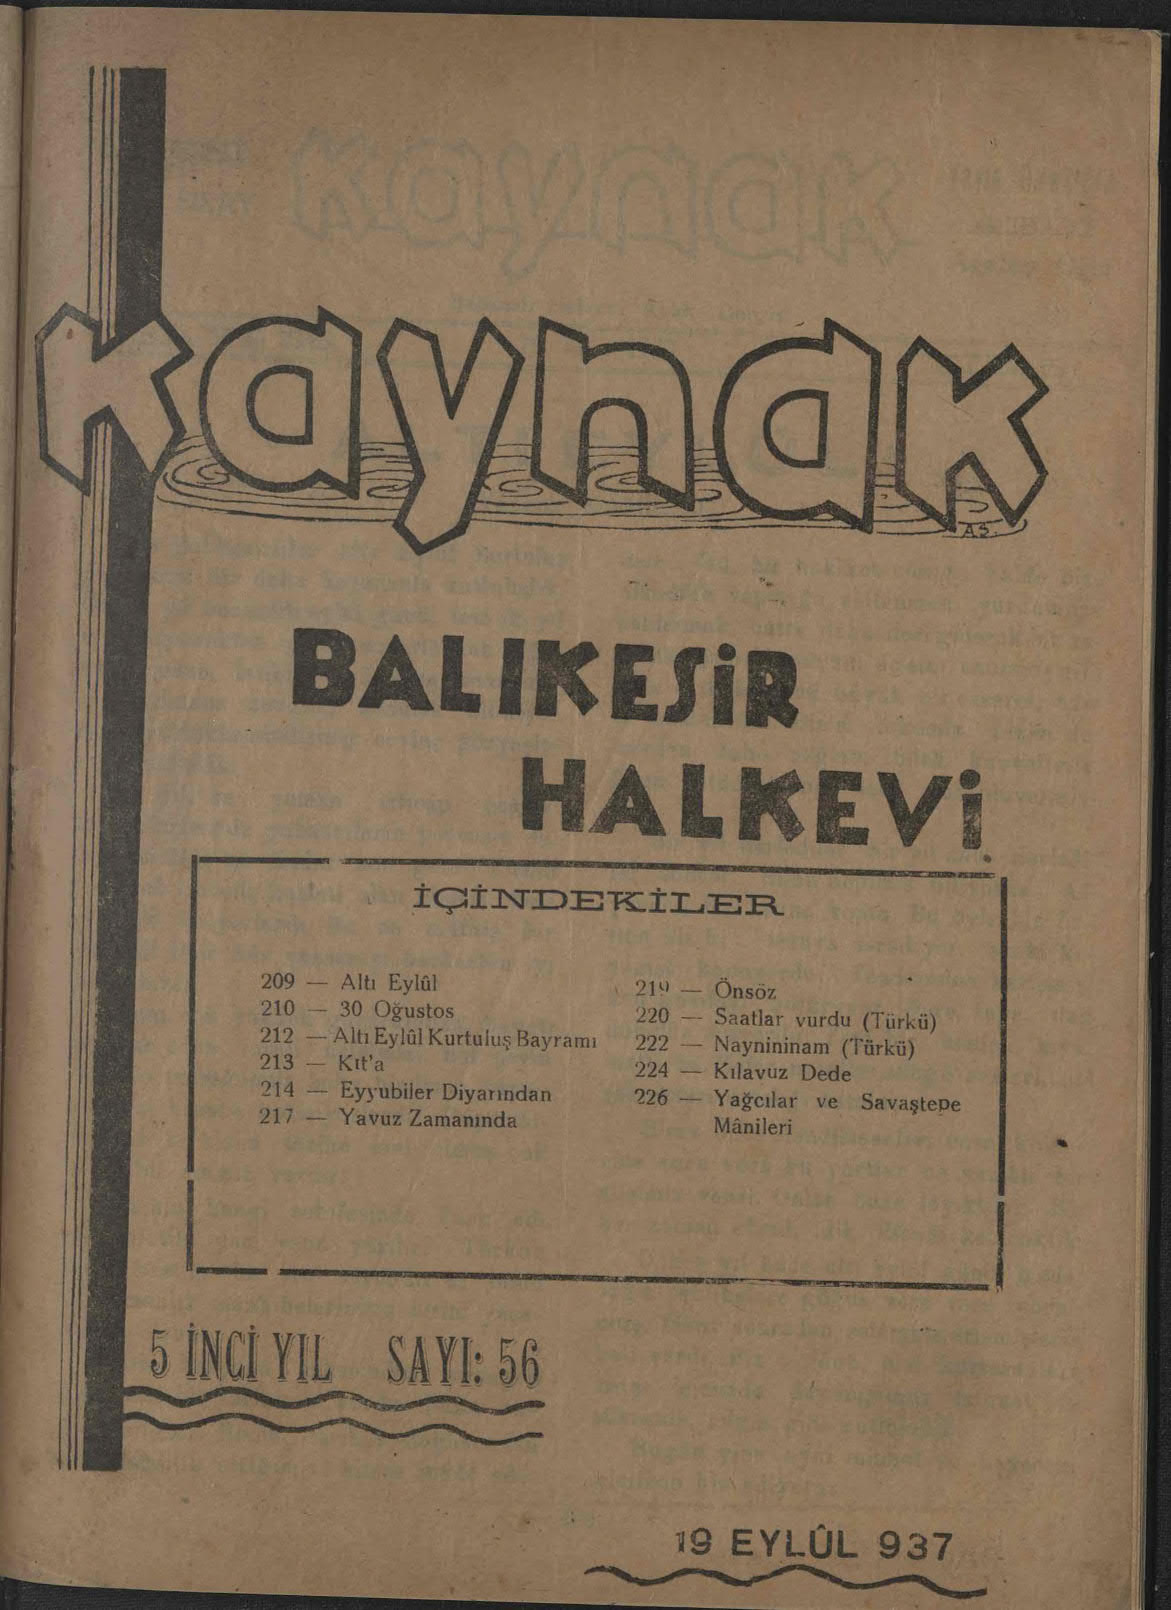 kaynak
A.S.
BALIKESiR
HALKEVi
İÇİNDEKİLER
209 — Altı Eylûl
210 — 30 Oğustos
212 — Altı Eylûl Kurtuluş Bayramı
213 — Kıt'a
214 — Eyyubiler Diyarından
217 — Yavuz Zamanında
219 — Önsöz
220 — Saatlar vurdu (Türkü)
222 — Naynininam (Türkü)
224 — Kılavuz Dede
226 — Yağcılar ve Savaştepe
Mânileri
5 İNCİ YIL SAYI: 56
19 EYLÛL 937